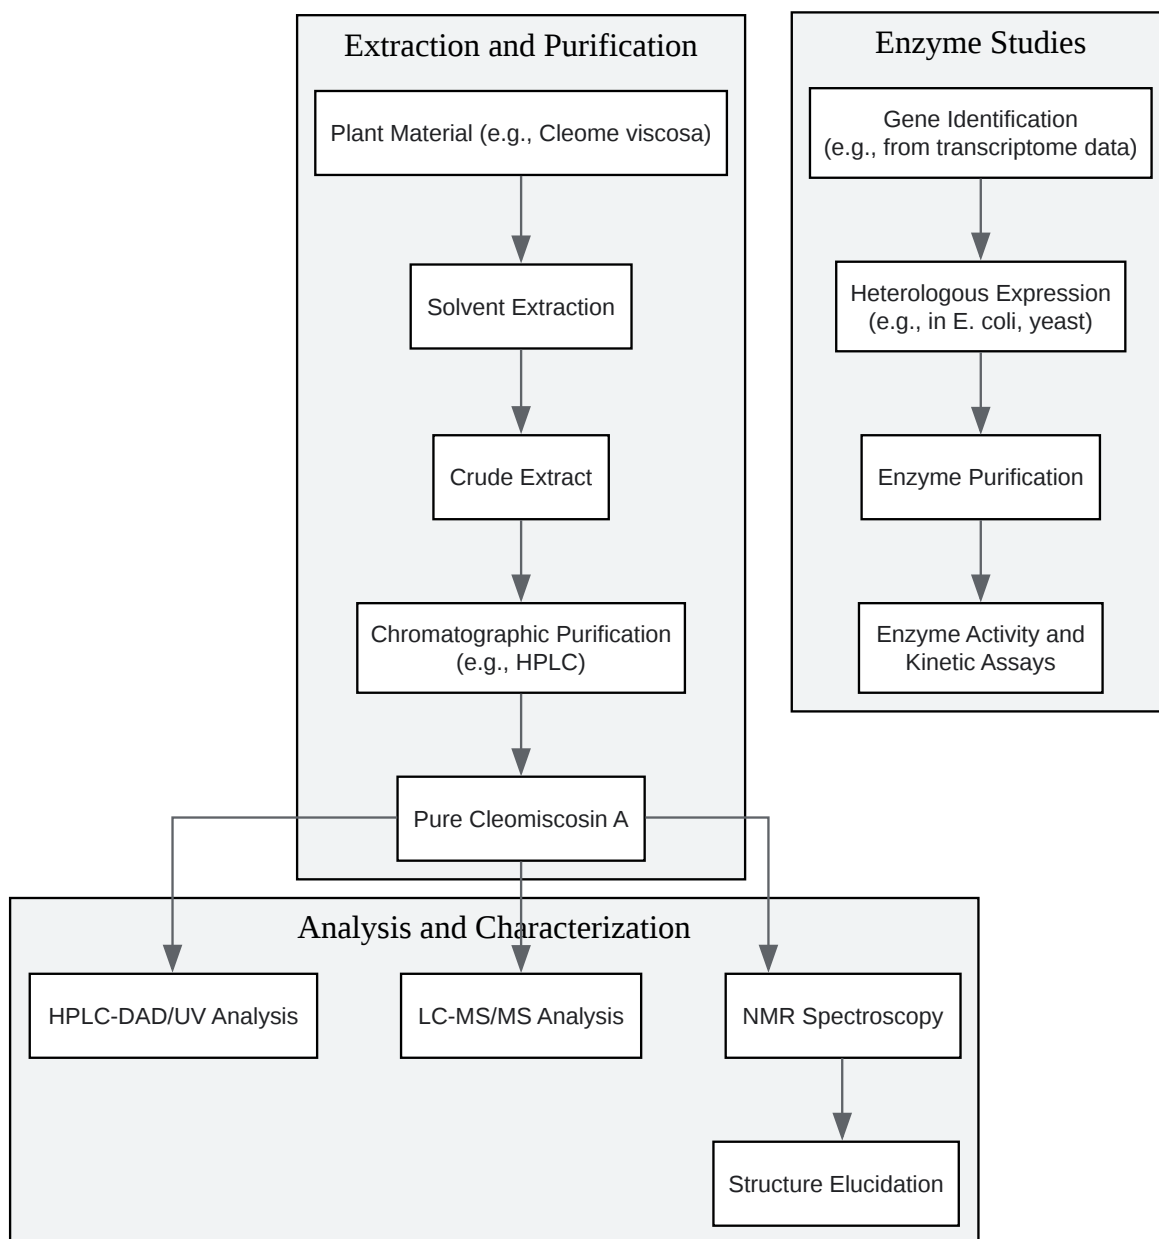 Extraction and Purification
Plant Material (e.g., Cleome viscosa)
Solvent Extraction
Crude Extract
Chromatographic Purification
(e.g., HPLC)
Pure Cleomiscosin A
Enzyme Studies
Gene Identification
(e.g., from transcriptome data)
Heterologous Expression
(e.g., in E. coli, yeast)
Enzyme Purification
Enzyme Activity and
Kinetic Assays
Analysis and Characterization
HPLC-DAD/UV Analysis
LC-MS/MS Analysis
NMR Spectroscopy
Structure Elucidation